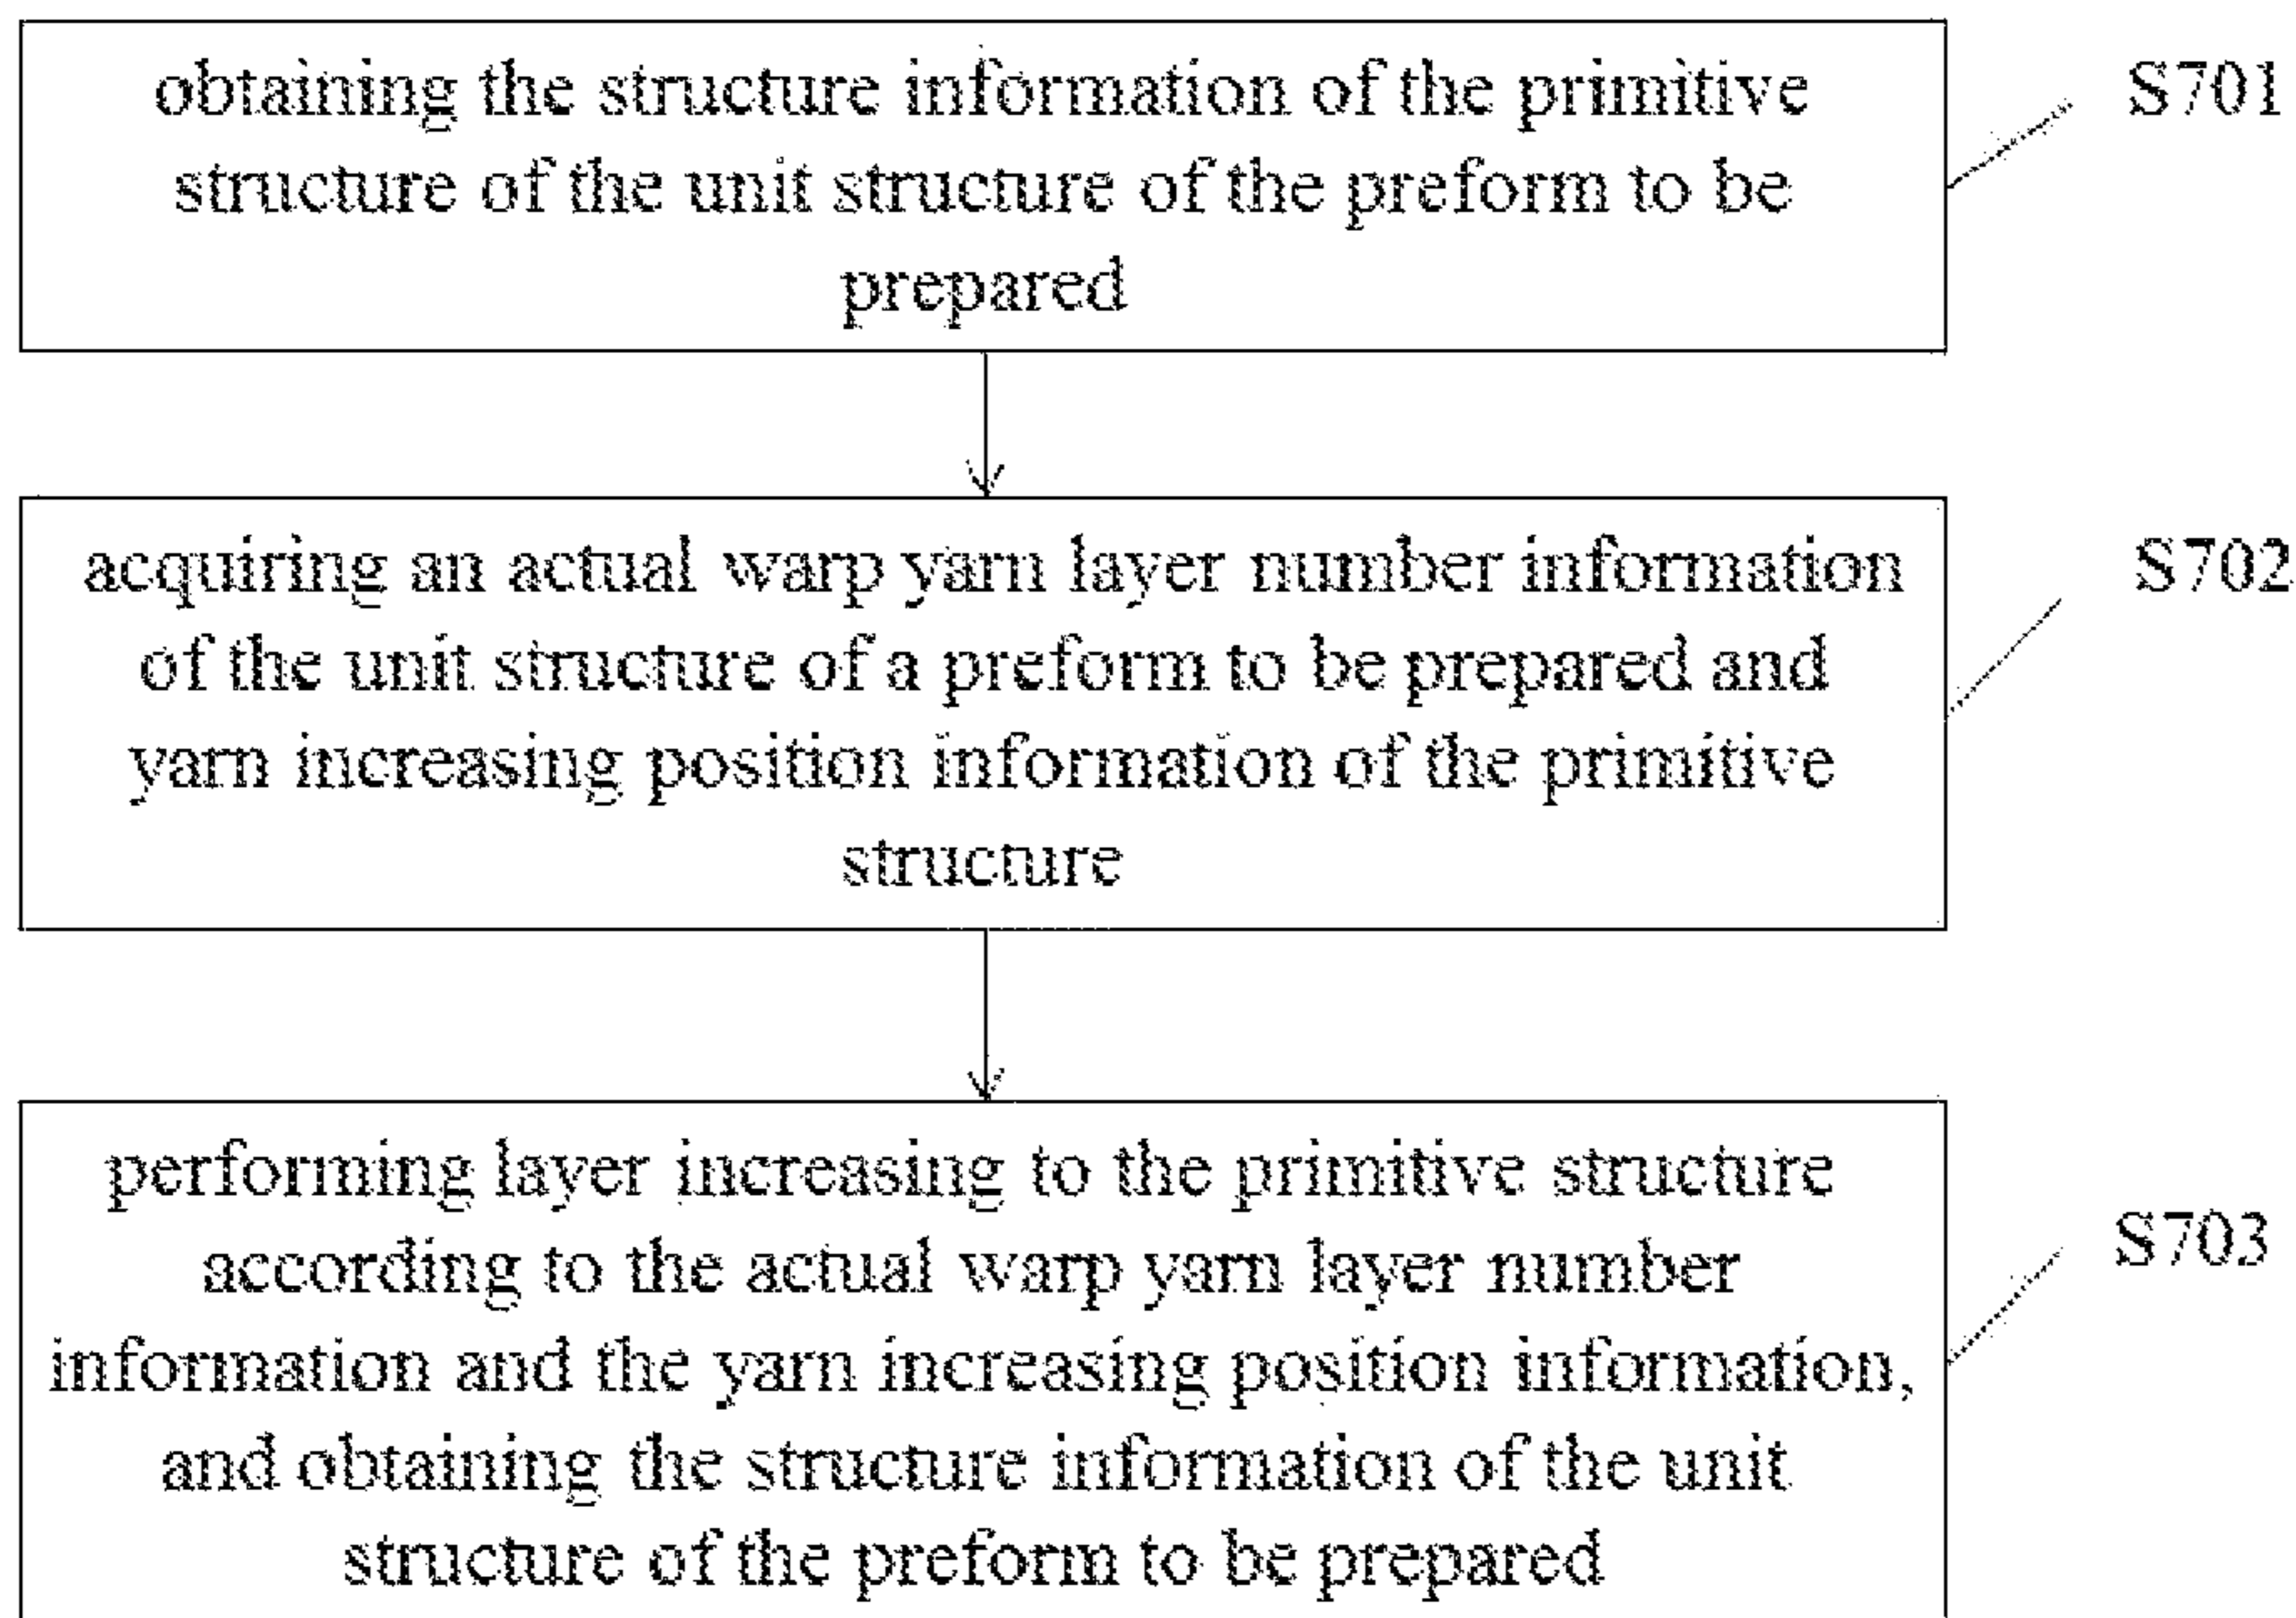 obtaining the structure information of the primitive
structure of the unit structure of the preform to be
prepared
S701
acquiring an actual warp yarn layer number information
of the unit structure of a preform to be prepared and
yarn increasing position information of the primitive
structure
S702
performing layer increasing to the primitive structure
according to the actual warp yarn layer number
information and the yarn increasing position information,
and obtaining the structure information of the unit
structure of the preform to be prepared
S703